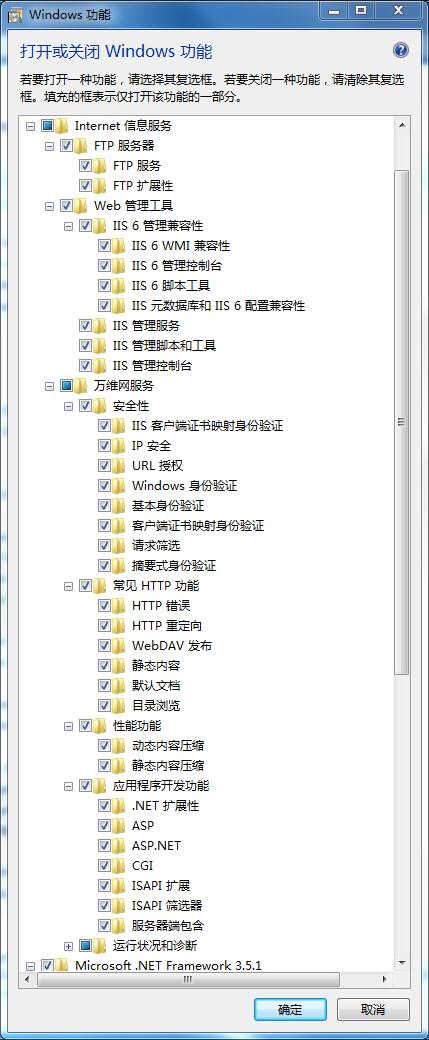 Windows 功能
打开或关闭 Windows 功能
若要打开一种功能，请选择其复选框。若要关闭一种功能，请清除其复选
框。填充的框表示仅打开该功能的一部分。
Internet 信息服务
FTP 服务器
FTP 服务
FTP 扩展性
Web 管理工具
IIS 6 管理兼容性
IIS 6 WMI 兼容性
IIS 6 管理控制台
IIS 6 脚本工具
IIS 元数据库和 IIS 6 配置兼容性
IIS 管理服务
IIS 管理脚本和工具
IIS 管理控制台
万维网服务
安全性
IIS 客户端证书映射身份验证
IP 安全
URL 授权
Windows 身份验证
基本身份验证
客户端证书映射身份验证
请求筛选
摘要式身份验证
常见 HTTP 功能
HTTP 错误
HTTP 重定向
WebDAV 发布
静态内容
默认文档
目录浏览
性能功能
动态内容压缩
静态内容压缩
应用程序开发功能
.NET 扩展性
ASP
ASP.NET
CGI
ISAPI 扩展
ISAPI 筛选器
服务器端包含
运行状况和诊断
Microsoft .NET Framework 3.5.1
确定
取消